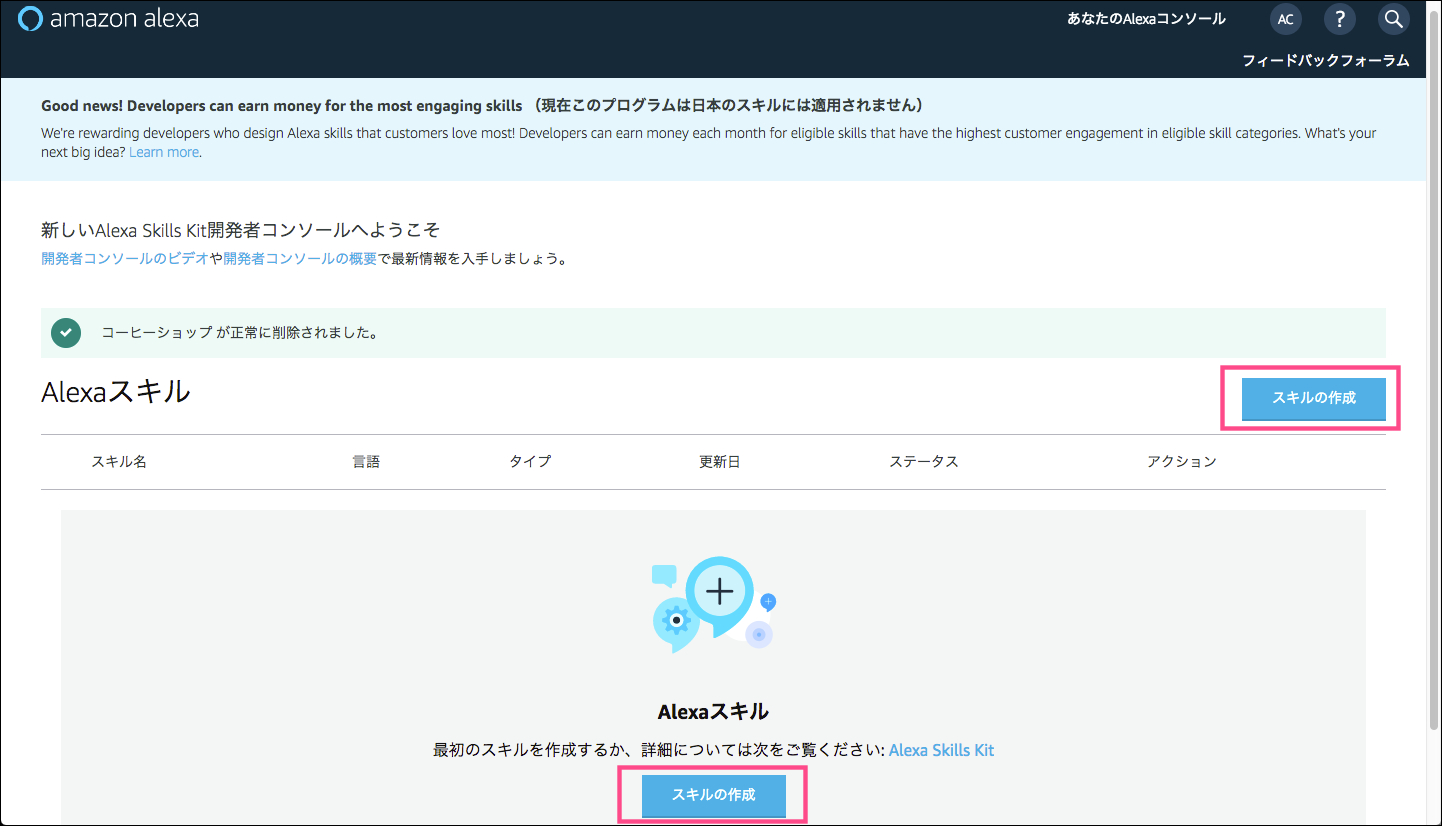 amazon alexa
あなたのAlexaコンソール
AC
?
フィードバックフォーラム
Good news! Developers can earn money for the most engaging skills （現在このプログラムは日本のスキルには適用されません）
We're rewarding developers who design Alexa skills that customers love most! Developers can earn money each month for eligible skills that have the highest customer engagement in eligible skill categories. What's your
next big idea? Learn more.
新しいAlexa Skills Kit開発者コンソールへようこそ
開発者コンソールのビデオや開発者コンソールの概要で最新情報を入手しましょう。
コーヒーショップ が正常に削除されました。
Alexaスキル
スキルの作成
スキル名 言語 タイプ 更新日 ステータス アクション
Alexaスキル
最初のスキルを作成するか、詳細については次をご覧ください: Alexa Skills Kit
スキルの作成